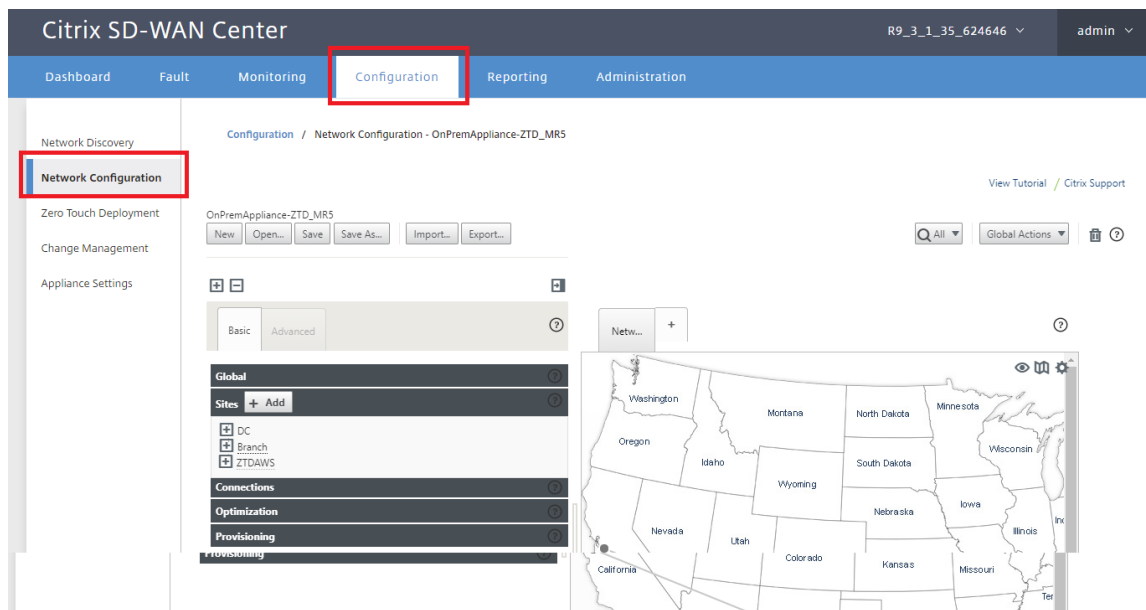 Citrix SD-WAN Center
R9_3_1_35_624646
admin
Dashboard Fault Monitoring Configuration Reporting Administration
Network Discovery
Network Configuration
Zero Touch Deployment
Change Management
Appliance Settings
Configuration / Network Configuration - OnPremAppliance-ZTD_MR5
View Tutorial / Citrix Support
OnPremAppliance-ZTD_MR5
New Open... Save Save As... Import... Export...
All Global Actions
Basic Advanced
Netw... +
Global
Sites + Add
DC
Branch
ZTDAWS
Connections
Optimization
Provisioning
Provisioning
Washington
Montana
North Dakota
Minnesota
Oregon
Idaho
South Dakota
Wisconsin
Wyoming
Nebraska
Iowa
Illinois
Inc
Nevada
Utah
Colorado
Kansas
California
Missouri
Ter